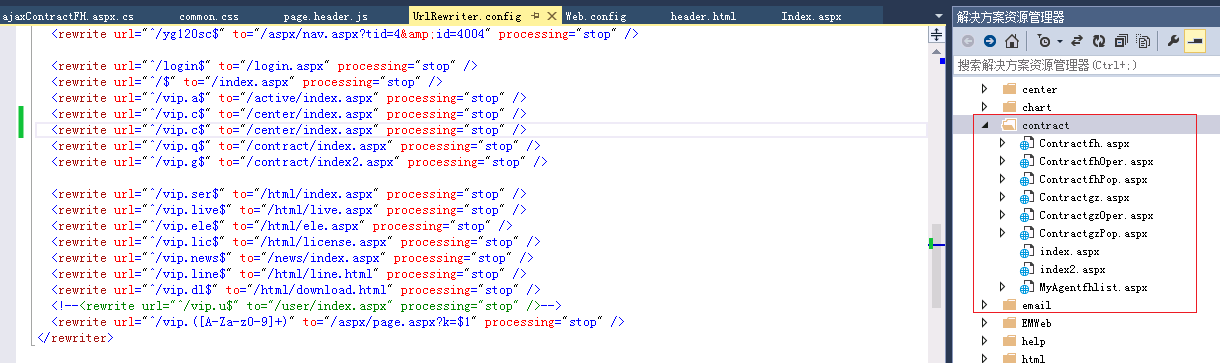 ajaxContractFM.aspx.cs common.css page.header.js UrlRewriter.config Web.config header.html Index.aspx
<rewrite url="^/yg120sc$" to="/aspx/nav.aspx?tid=4&amp;id=4004" processing="stop" />
<rewrite url="^/login$" to="/login.aspx" processing="stop" />
<rewrite url="^/$" to="/index.aspx" processing="stop" />
<rewrite url="^/vip.a$" to="/active/index.aspx" processing="stop" />
<rewrite url="^/vip.c$" to="/center/index.aspx" processing="stop" />
<rewrite url="^/vip.c$" to="/center/index.aspx" processing="stop" />
<rewrite url="^/vip.q$" to="/contract/index.aspx" processing="stop" />
<rewrite url="^/vip.g$" to="/contract/index2.aspx" processing="stop" />
<rewrite url="^/vip.ser$" to="/html/index.aspx" processing="stop" />
<rewrite url="^/vip.live$" to="/html/live.aspx" processing="stop" />
<rewrite url="^/vip.ele$" to="/html/ele.aspx" processing="stop" />
<rewrite url="^/vip.lic$" to="/html/license.aspx" processing="stop" />
<rewrite url="^/vip.news$" to="/news/index.aspx" processing="stop" />
<rewrite url="^/vip.line$" to="/html/line.html" processing="stop" />
<rewrite url="^/vip.dl$" to="/html/download.html" processing="stop" />
<!--<rewrite url="^/vip.u$" to="/user/index.aspx" processing="stop" />-->
<rewrite url="^/vip.([A-Za-z0-9]+)" to="/aspx/page.aspx?k=$1" processing="stop" />
</rewriter>
解决方案资源管理器
搜索解决方案资源管理器(Ctrl+;)
center
chart
contract
Contractfh.aspx
ContractfhOper.aspx
ContractfhPop.aspx
Contractgz.aspx
ContractgzOper.aspx
ContractgzPop.aspx
index.aspx
index2.aspx
MyAgentfhlist.aspx
email
EMWeb
help
html